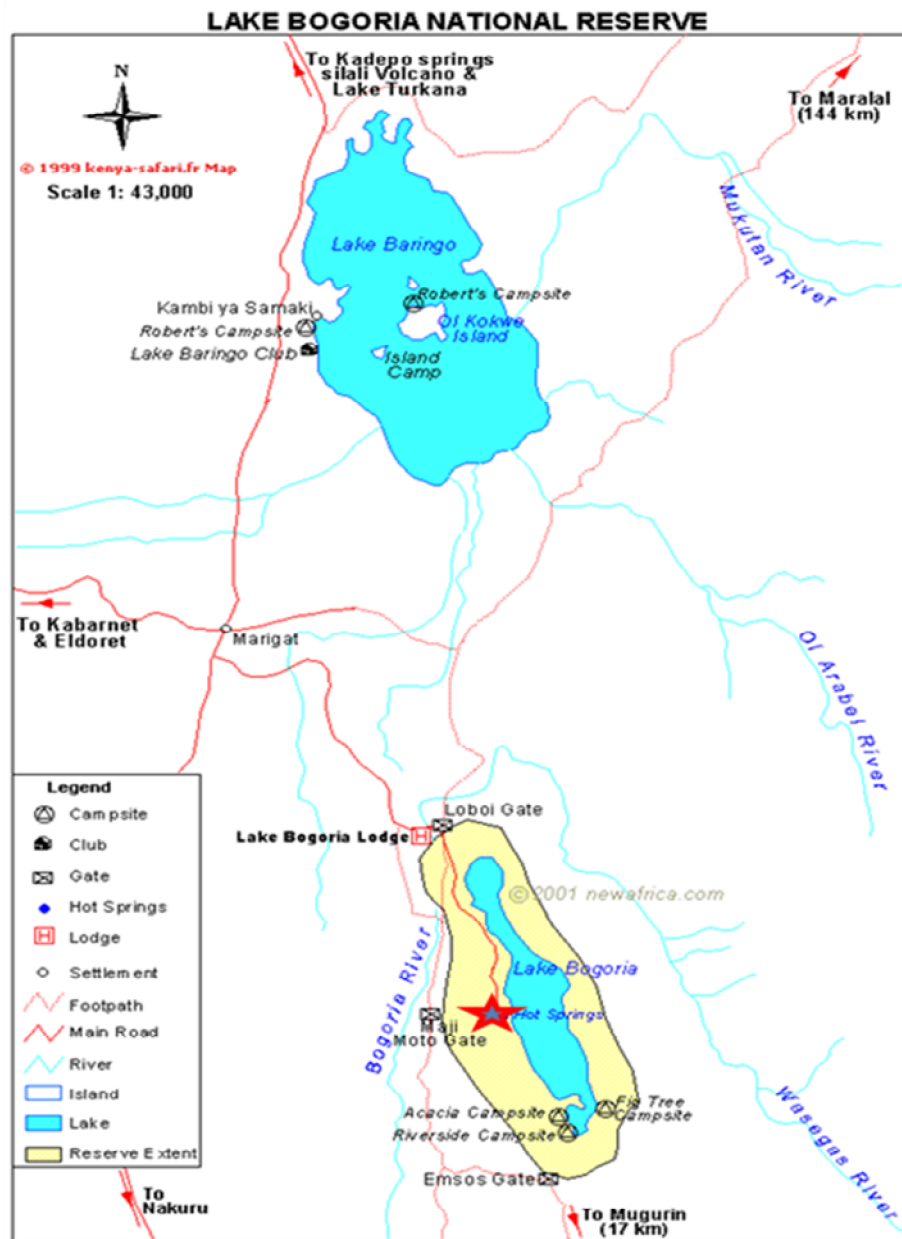 LAKE BOGORIA NATIONAL RESERVE
To Kadepo springs
silali Volcano &
Lake Turkana
N
To Maralal
(144 km)
© 1999 kenya-safari.fr Map
Scale 1: 43,000
Mukutan River
Lake Baringo
Robert's Campsite
Kambi ya Samaki
Ol Kokwe
Island
Robert's Campsite
Lake Baringo Club
Island
Camp
To Kabarnet
& Eldoret
Marigat
Ol Arabel River
Legend
Campsite
Club
Gate
Hot Springs
H Lodge
Settlement
Footpath
Main Road
River
Island
Lake
Reserve Extent
Loboi Gate
Lake Bogoria Lodge H
© 2001 newafrica.com
Bogoria River
Lake Bogoria
Hot Springs
Maji
Moto Gate
Fig Tree
Campsite
Acacia Campsite
Riverside Campsite
Wasegas River
Emsos Gate
To
Nakuru
To Mugurin
(17 km)